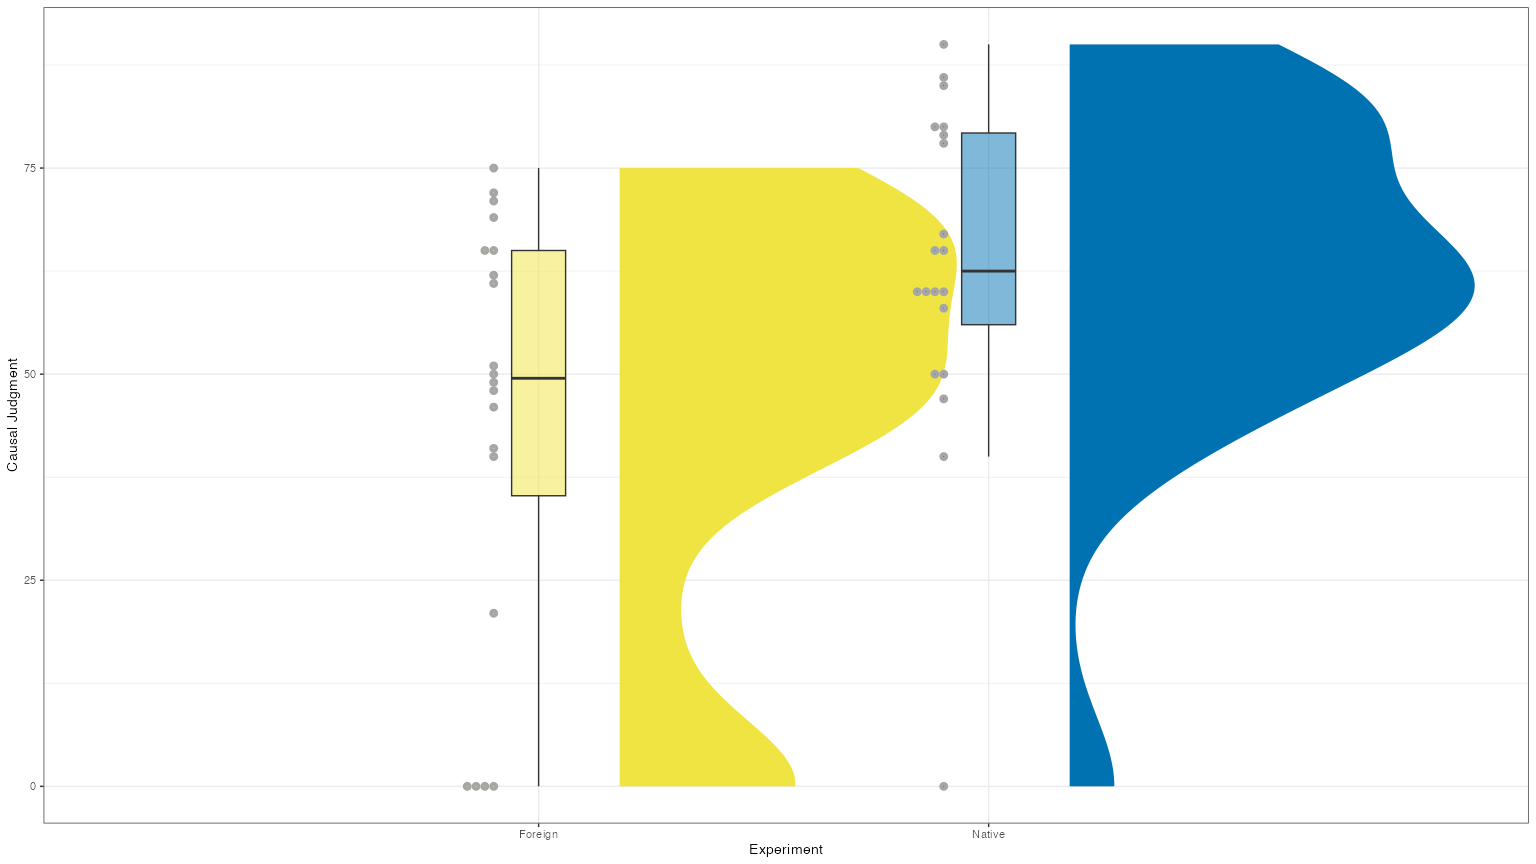 Causal Judgment
75
50
25
0
Foreign
Native
Experiment